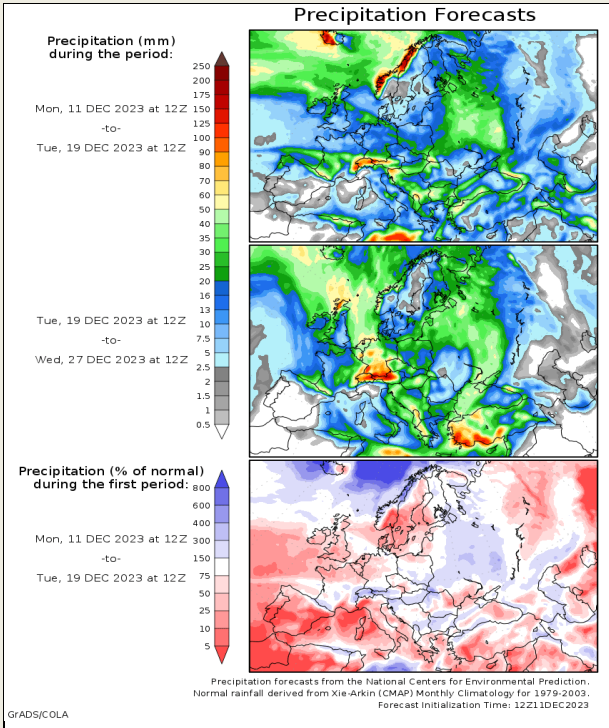 Precipitation Forecasts
Precipitation (mm)
during the period:
Mon, 11 DEC 2023 at 12Z
-to-
Tue, 19 DEC 2023 at 12Z
250
200
175
150
125
100
90
80
70
60
50
40
35
30
25
20
16
13
10
7.5
5
2.5
2
1.5
1
0.5
Tue, 19 DEC 2023 at 12Z
-to-
Wed, 27 DEC 2023 at 12Z
Precipitation (% of normal)
during the first period:
Mon, 11 DEC 2023 at 12Z
-to-
Tue, 19 DEC 2023 at 12Z
800
600
400
300
150
75
50
25
10
5
Precipitation forecasts from the National Centers for Environmental Prediction.
Normal rainfall derived from Xie-Arkin (CMAP) Monthly Climatology for 1979-2003.
Forecast Initialization Time: 12Z11DEC2023
GrADS/COLA